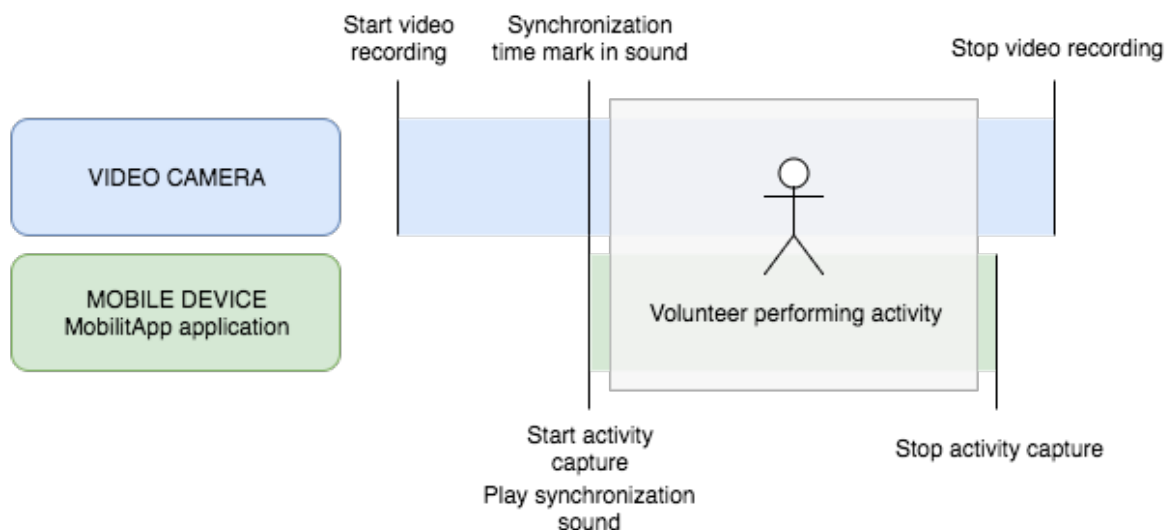 Start video
recording
Synchronization
time mark in sound
Stop video recording
VIDEO CAMERA
MOBILE DEVICE
MobilitApp application
Volunteer performing activity
Start activity
capture
Play synchronization
sound
Stop activity capture